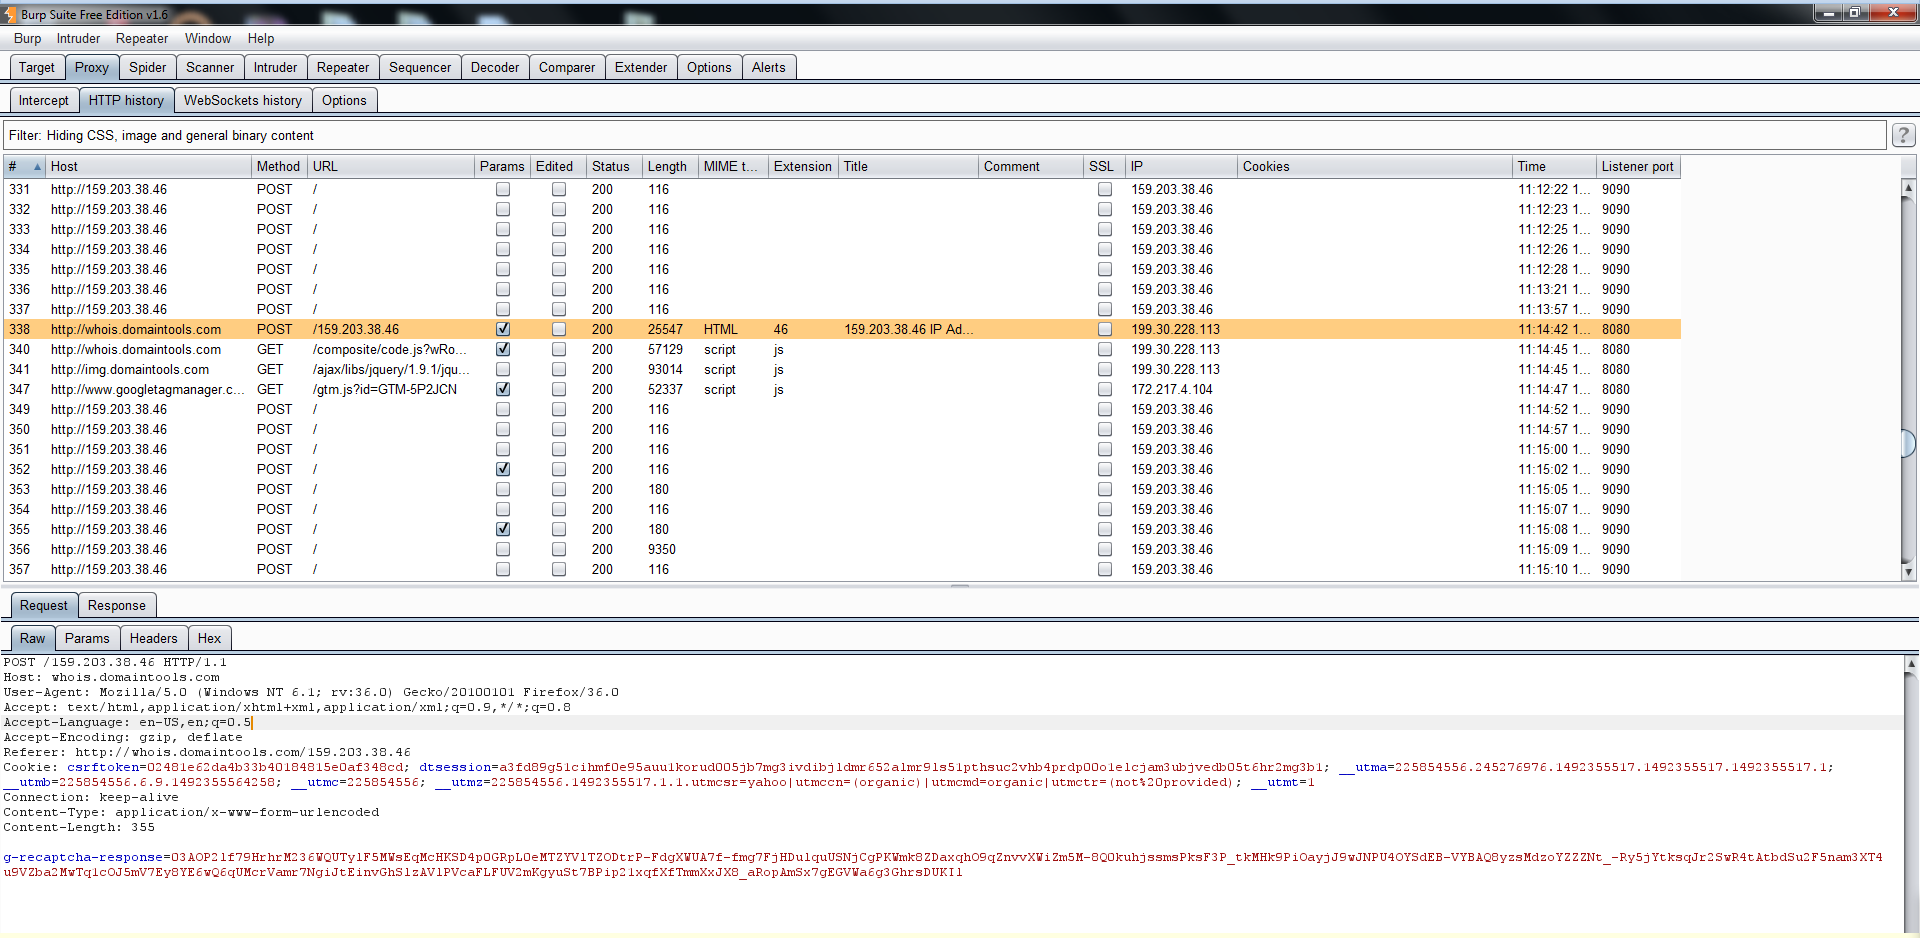 Burp Suite Free Edition v1.6
Burp Intruder Repeater Window Help
Target Proxy Spider Scanner Intruder Repeater Sequencer Decoder Comparer Extender Options Alerts
Intercept HTTP history WebSockets history Options
Filter: Hiding CSS, image and general binary content ?
# Host Method URL Params Edited Status Length MIME t... Extension Title Comment SSL IP Cookies Time Listener port
331 http://159.203.38.46 POST / 200 116 159.203.38.46 11:12:22 1... 9090
332 http://159.203.38.46 POST / 200 116 159.203.38.46 11:12:23 1... 9090
333 http://159.203.38.46 POST / 200 116 159.203.38.46 11:12:25 1... 9090
334 http://159.203.38.46 POST / 200 116 159.203.38.46 11:12:26 1... 9090
335 http://159.203.38.46 POST / 200 116 159.203.38.46 11:12:28 1... 9090
336 http://159.203.38.46 POST / 200 116 159.203.38.46 11:13:21 1... 9090
337 http://159.203.38.46 POST / 200 116 159.203.38.46 11:13:57 1... 9090
338 http://whois.domaintools.com POST /159.203.38.46 200 25547 HTML 46 159.203.38.46 IP Ad... 199.30.228.113 11:14:42 1... 8080
340 http://whois.domaintools.com GET /composite/code.js?wRo... 200 57129 script js 199.30.228.113 11:14:45 1... 8080
341 http://img.domaintools.com GET /ajax/libs/jquery/1.9.1/jqu... 200 93014 script js 199.30.228.113 11:14:45 1... 8080
347 http://www.googletagmanager.c... GET /gtm.js?id=GTM-5P2JCN 200 52337 script js 172.217.4.104 11:14:47 1... 8080
349 http://159.203.38.46 POST / 200 116 159.203.38.46 11:14:52 1... 9090
350 http://159.203.38.46 POST / 200 116 159.203.38.46 11:14:57 1... 9090
351 http://159.203.38.46 POST / 200 116 159.203.38.46 11:15:00 1... 9090
352 http://159.203.38.46 POST / 200 116 159.203.38.46 11:15:02 1... 9090
353 http://159.203.38.46 POST / 200 180 159.203.38.46 11:15:05 1... 9090
354 http://159.203.38.46 POST / 200 116 159.203.38.46 11:15:07 1... 9090
355 http://159.203.38.46 POST / 200 180 159.203.38.46 11:15:08 1... 9090
356 http://159.203.38.46 POST / 200 9350 159.203.38.46 11:15:09 1... 9090
357 http://159.203.38.46 POST / 200 116 159.203.38.46 11:15:10 1... 9090
Request Response
Raw Params Headers Hex
POST /159.203.38.46 HTTP/1.1
Host: whois.domaintools.com
User-Agent: Mozilla/5.0 (Windows NT 6.1; rv:36.0) Gecko/20100101 Firefox/36.0
Accept: text/html,application/xhtml+xml,application/xml;q=0.9,*/*;q=0.8
Accept-Language: en-US,en;q=0.5
Accept-Encoding: gzip, deflate
Referer: http://whois.domaintools.com/159.203.38.46
Cookie: csrftoken=02481e62da4b33b40184815e0af348cd; dtsession=a3fd89g51cihmf0e95auu1korud005jb7mg3ivdibjldmr652almr9ls51pthsuc2vhb4prdp00o1elcjam3ubjvedb05t6hr2mg3b1; __utma=225854556.245276976.1492355517.1492355517.1492355517.1;
__utmb=225854556.6.9.1492355564258; __utmc=225854556; __utmz=225854556.1492355517.1.1.utmcsr=yahoo|utmccn=(organic)|utmcmd=organic|utmctr=(not%20provided); __utmt=1
Connection: keep-alive
Content-Type: application/x-www-form-urlencoded
Content-Length: 355
g-recaptcha-response=03AOP2lf79HrhrM236WQUTylF5MWsEqMcHKSD4p0GRpL0eMTZYVlTZODtrP-FdgXWUA7f-fmg7FjHDulquUSNjCgPKWmk8ZDaxqhO9qZnvvXWiZm5M-8Q0kuhjssmsPksF3P_tkMHk9PiOayjJ9wJNPU4OYSdEB-VYBAQ8yzsMdzoYZZZNt_-Ry5jYtksqJr2SwR4tAtbdSu2F5nam3XT4
u9VZba2MwTqlcOJ5mV7Ey8YE6wQ6qUMcrVamr7NgiJtEinvGhSlzAVlPVcaFLFUV2mKgyuSt7BPip2lxqfXfTmmXxJX8_aRopAmSx7gEGVWa6g3GhrsDUKIl